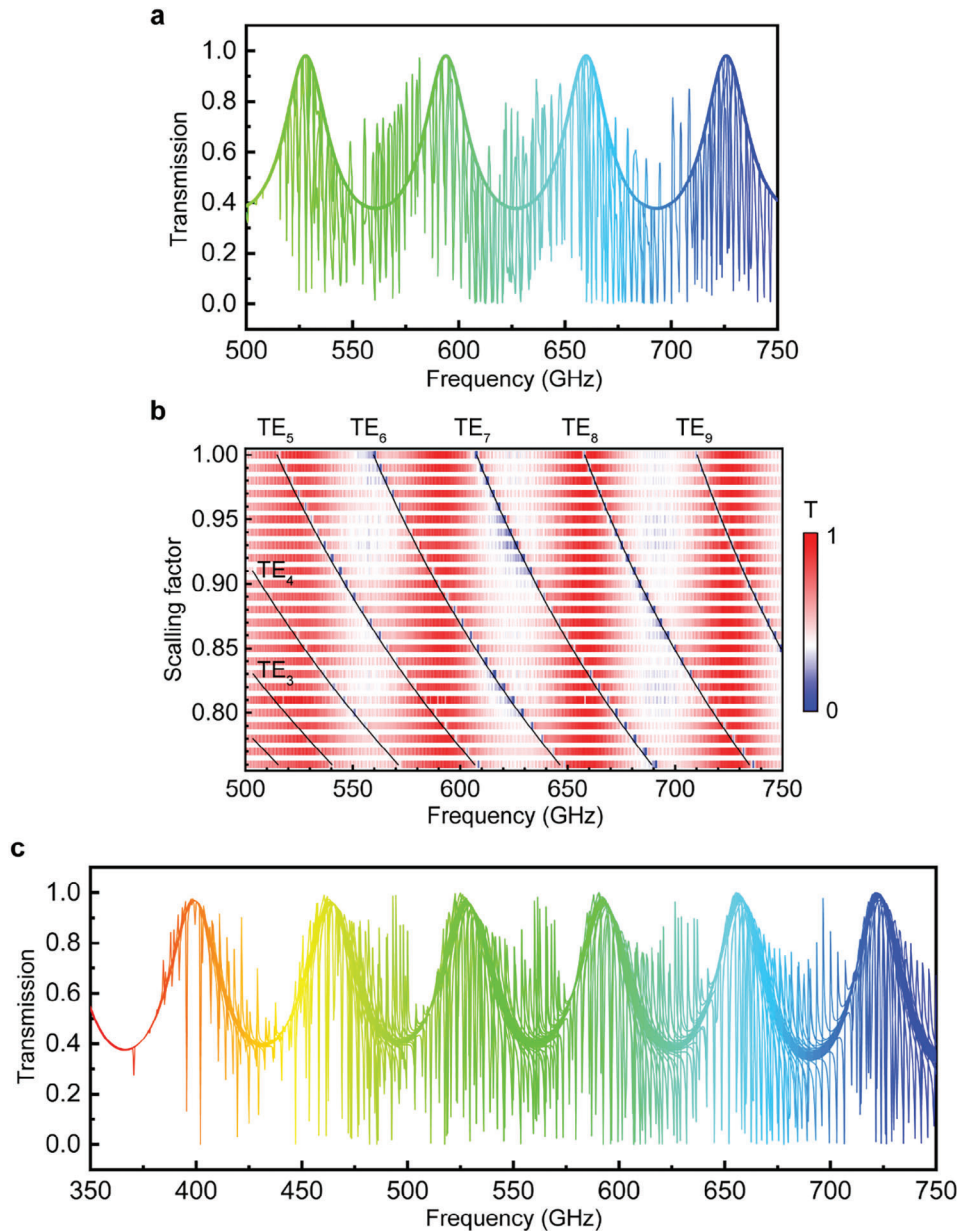 a
1.0
0.8
0.6
0.4
0.2
0.0
Transmission
500 550 600 650 700 750
Frequency (GHz)
b
TE5 TE6 TE7 TE8 TE9
1.00
0.95
0.90
0.85
0.80
Scalling factor
TE4
TE3
T
1
0
500 550 600 650 700 750
Frequency (GHz)
c
1.0
0.8
0.6
0.4
0.2
0.0
Transmission
350 400 450 500 550 600 650 700 750
Frequency (GHz)